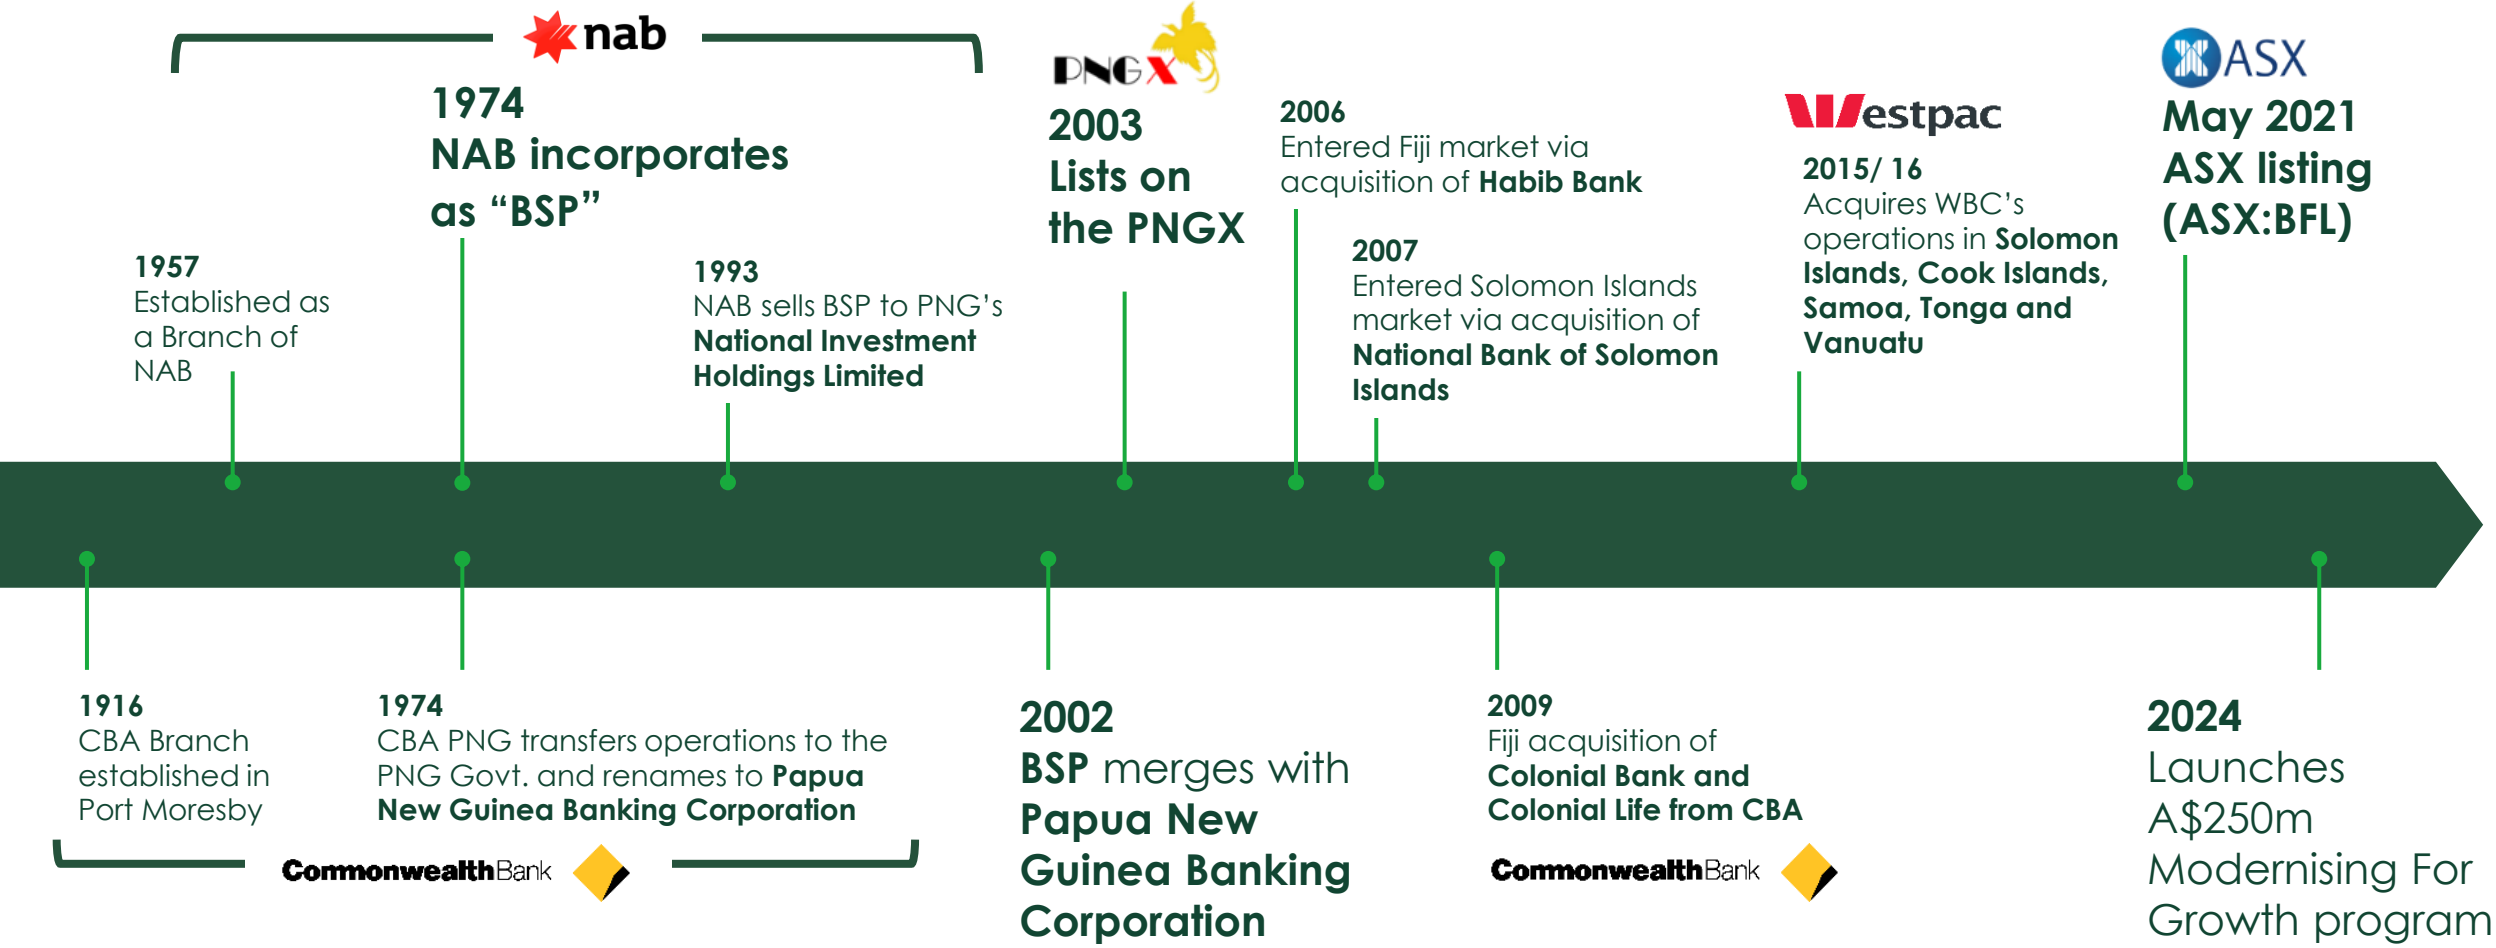 nab
1974
NAB incorporates
as “BSP”
1957
Established as
a Branch of
NAB
1993
NAB sells BSP to PNG’s
National Investment
Holdings Limited
PNGX
2003
Lists on
the PNGX
2006
Entered Fiji market via
acquisition of Habib Bank
2007
Entered Solomon Islands
market via acquisition of
National Bank of Solomon
Islands
Westpac
2015/ 16
Acquires WBC’s
operations in Solomon
Islands, Cook Islands,
Samoa, Tonga and
Vanuatu
ASX
May 2021
ASX listing
(ASX:BFL)
1916
CBA Branch
established in
Port Moresby
1974
CBA PNG transfers operations to the
PNG Govt. and renames to Papua
New Guinea Banking Corporation
CommonwealthBank
2002
BSP merges with
Papua New
Guinea Banking
Corporation
2009
Fiji acquisition of
Colonial Bank and
Colonial Life from CBA
CommonwealthBank
2024
Launches
A$250m
Modernising For
Growth program